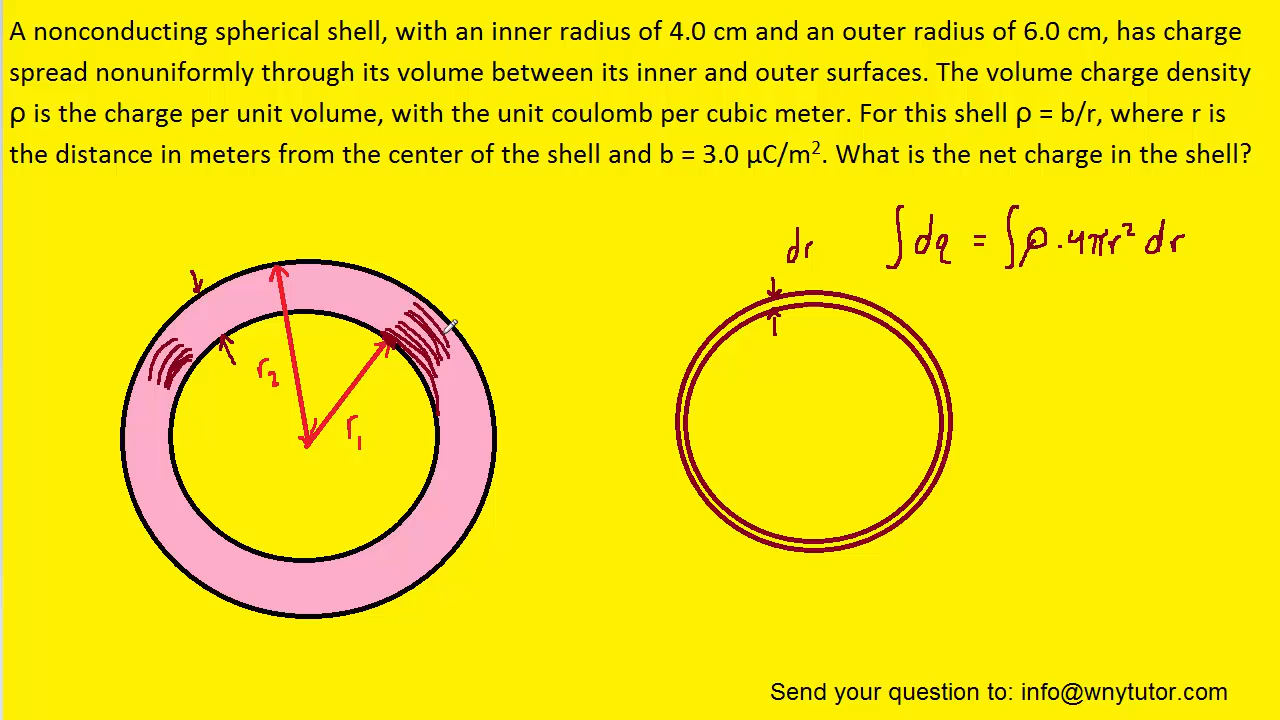 A nonconducting spherical shell, with an inner radius of 4.0 cm and an outer radius of 6.0 cm, has charge
spread nonuniformly through its volume between its inner and outer surfaces. The volume charge density
ρ is the charge per unit volume, with the unit coulomb per cubic meter. For this shell ρ = b/r, where r is
the distance in meters from the center of the shell and b = 3.0 µC/m². What is the net charge in the shell?
dr ∫dq = ∫ρ.4πr² dr
r₂
r₁
Send your question to: info@wnytutor.com